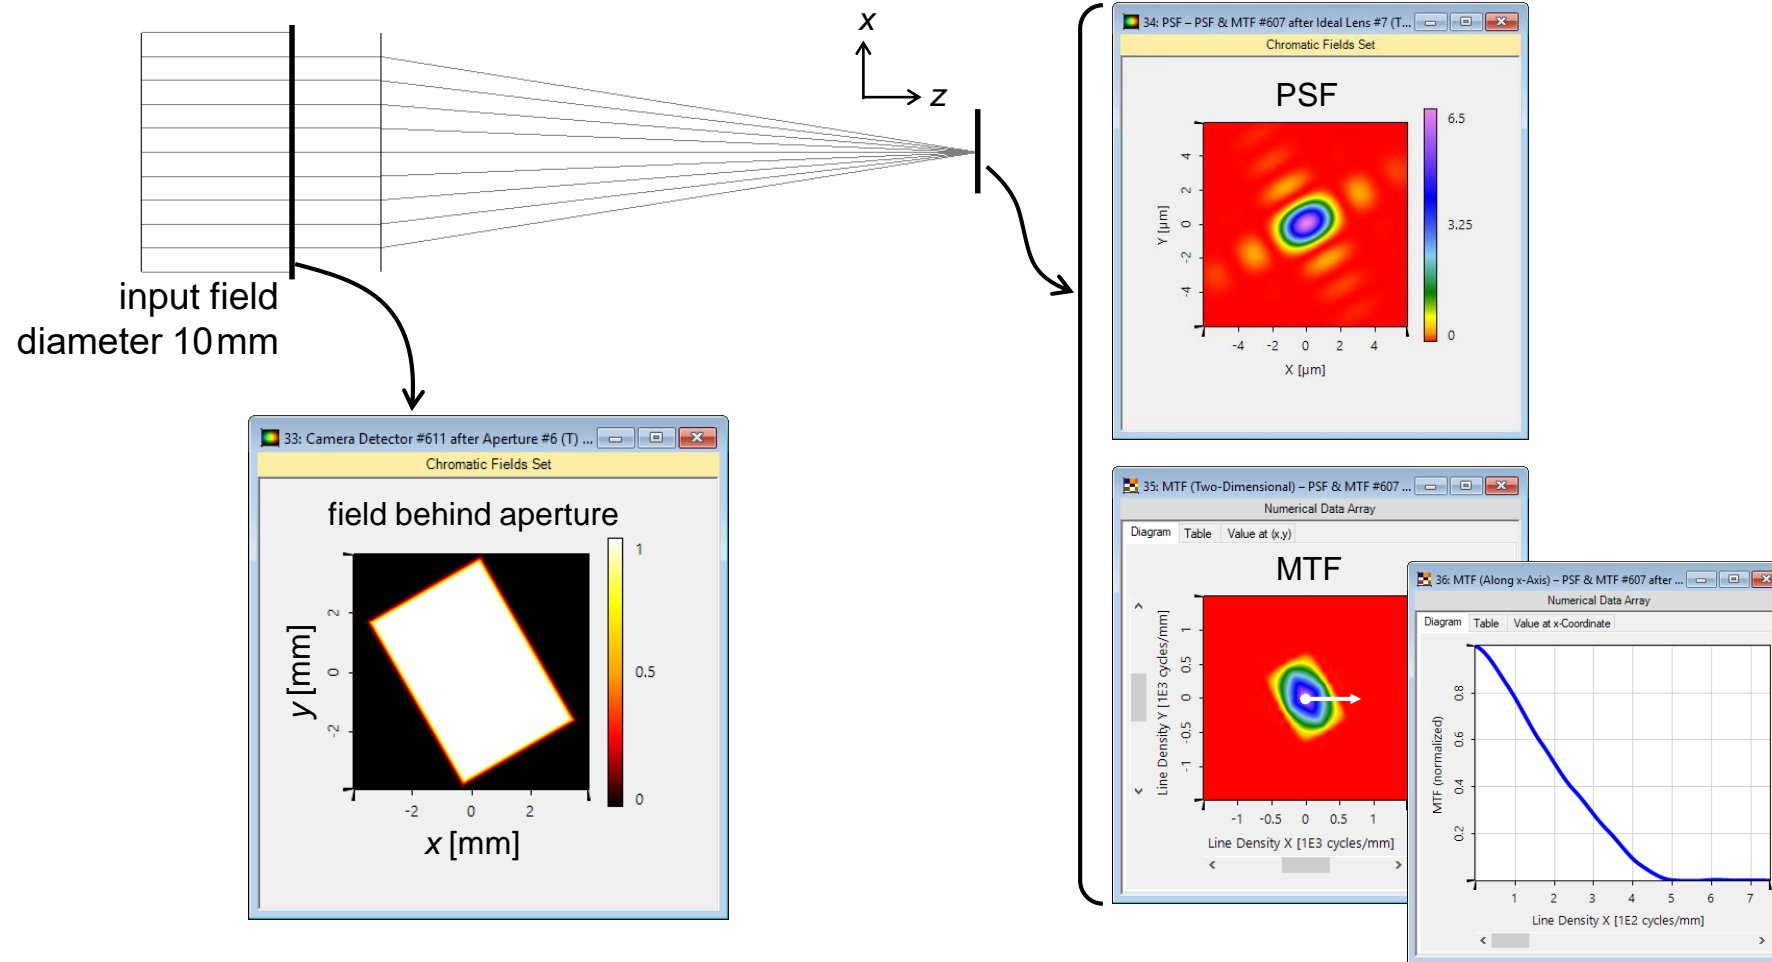 x
z
input field
diameter 10 mm
33: Camera Detector #611 after Aperture #6 (T) ...
Chromatic Fields Set
field behind aperture
1
0.5
0
2
0
-2
y [mm]
-2 0 2
x [mm]
34: PSF – PSF & MTF #607 after Ideal Lens #7 (T...
Chromatic Fields Set
PSF
6.5
3.25
0
4
2
0
-2
-4
Y [µm]
-4 -2 0 2 4
X [µm]
35: MTF (Two-Dimensional) – PSF & MTF #607 ...
Numerical Data Array
Diagram Table Value at (x,y)
MTF
1
0.5
0
-0.5
-1
Line Density Y [1E3 cycles/mm]
-1 -0.5 0 0.5 1
Line Density X [1E3 cycles/mm]
36: MTF (Along x-Axis) – PSF & MTF #607 after ...
Numerical Data Array
Diagram Table Value at x-Coordinate
0.8
0.6
0.4
0.2
MTF (normalized)
1 2 3 4 5 6 7
Line Density X [1E2 cycles/mm]